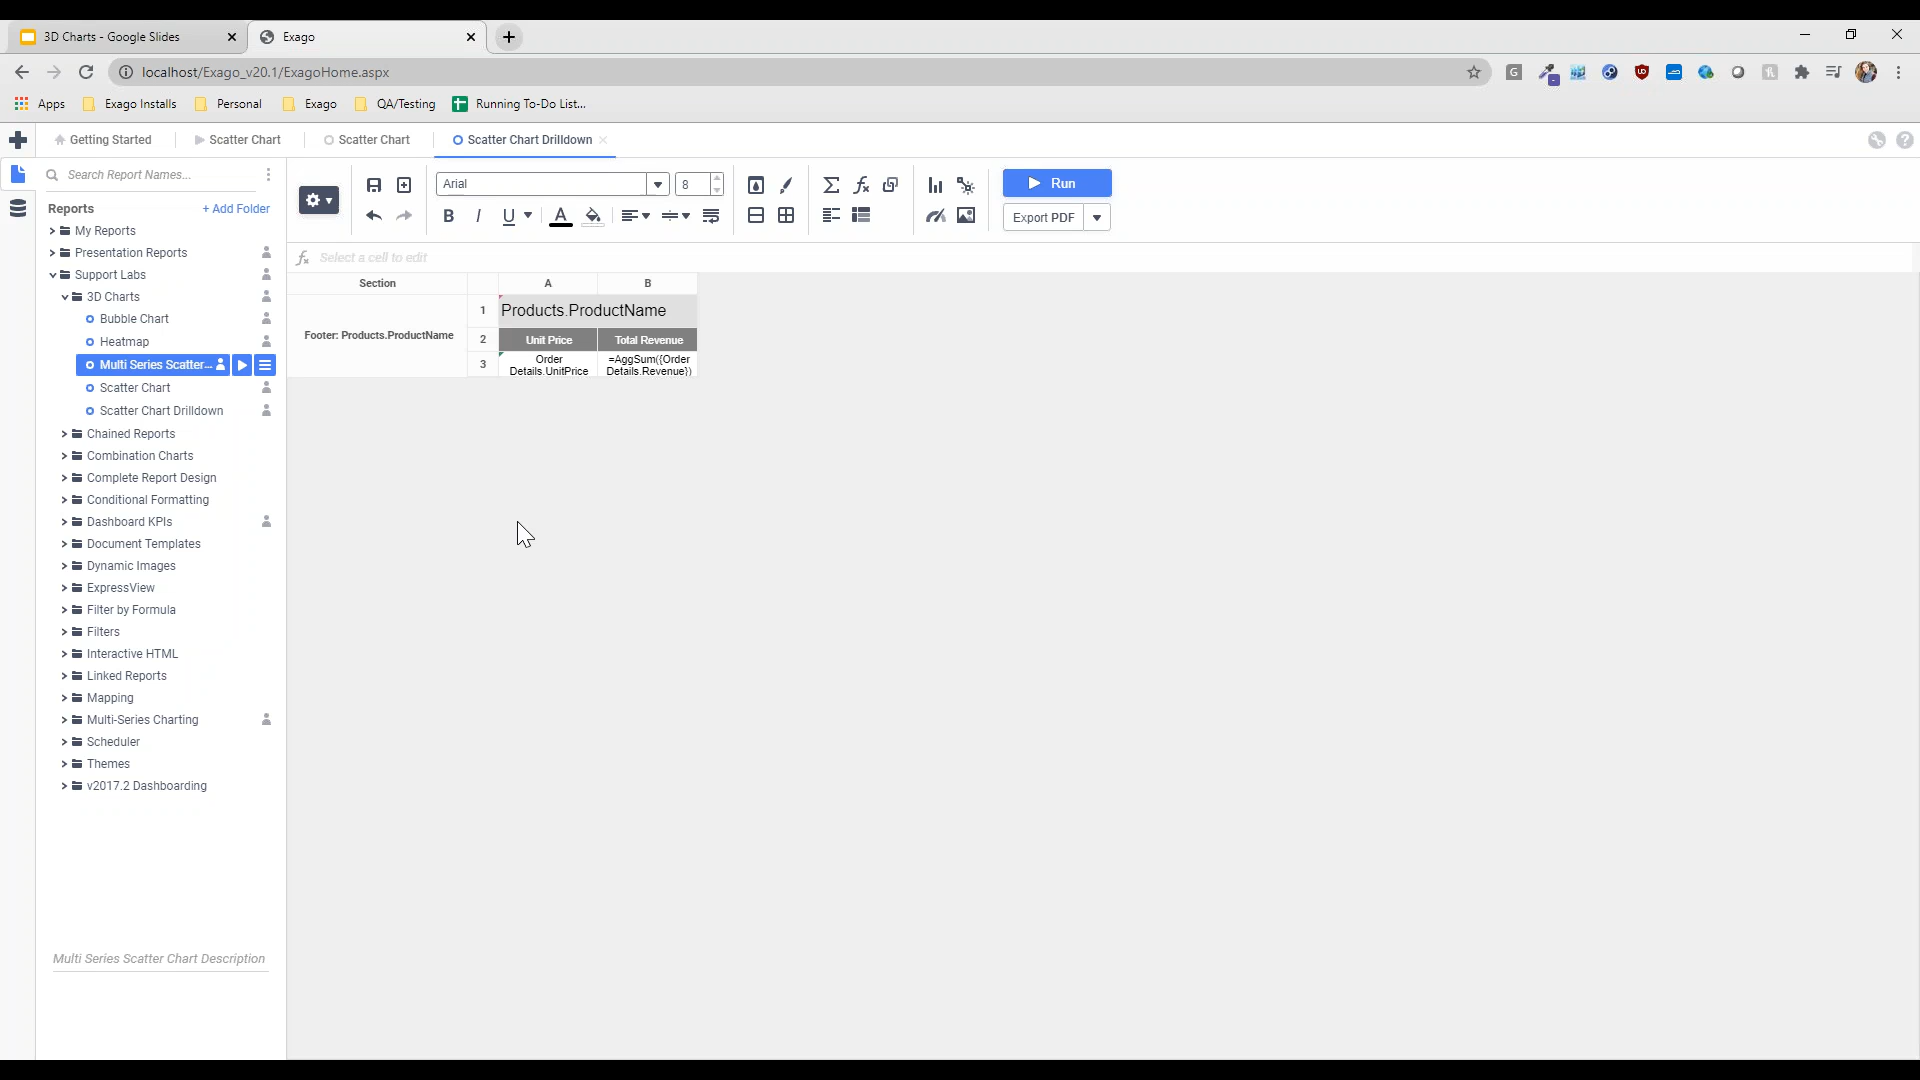 3D Charts - Google Slides
Exago
localhost/Exago_v20.1/ExagoHome.aspx
Apps
Exago Installs
Personal
Exago
QA/Testing
Running To-Do List...
Getting Started
Scatter Chart
Scatter Chart
Scatter Chart Drilldown
Search Report Names...
Reports
+ Add Folder
My Reports
Presentation Reports
Support Labs
3D Charts
Bubble Chart
Heatmap
Multi Series Scatter...
Scatter Chart
Scatter Chart Drilldown
Chained Reports
Combination Charts
Complete Report Design
Conditional Formatting
Dashboard KPIs
Document Templates
Dynamic Images
ExpressView
Filter by Formula
Filters
Interactive HTML
Linked Reports
Mapping
Multi-Series Charting
Scheduler
Themes
v2017.2 Dashboarding
Multi Series Scatter Chart Description
Arial
8
B I U A
Run
Export PDF
fx Select a cell to edit
Section
A
B
Footer: Products.ProductName
1
Products.ProductName
2
Unit Price
Total Revenue
3
Order
Details.UnitPrice
=AggSum({Order
Details.Revenue})